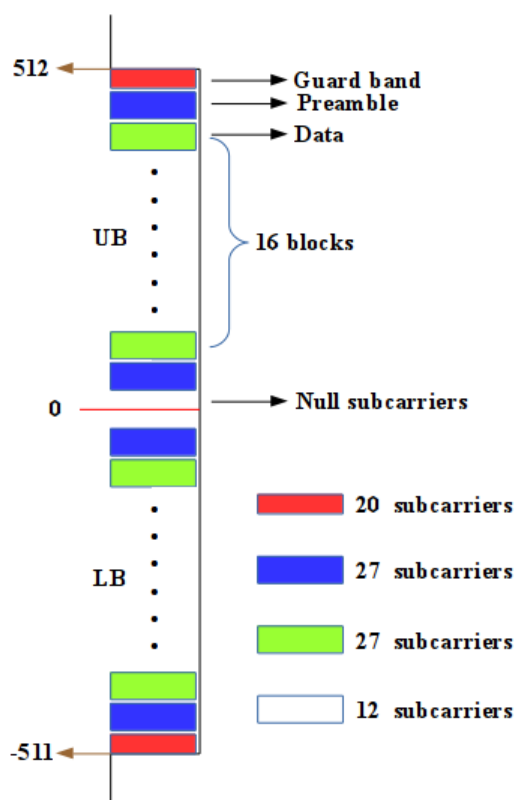 512
Guard band
Preamble
Data
UB
16 blocks
0
Null subcarriers
20 subcarriers
LB
27 subcarriers
27 subcarriers
12 subcarriers
-511